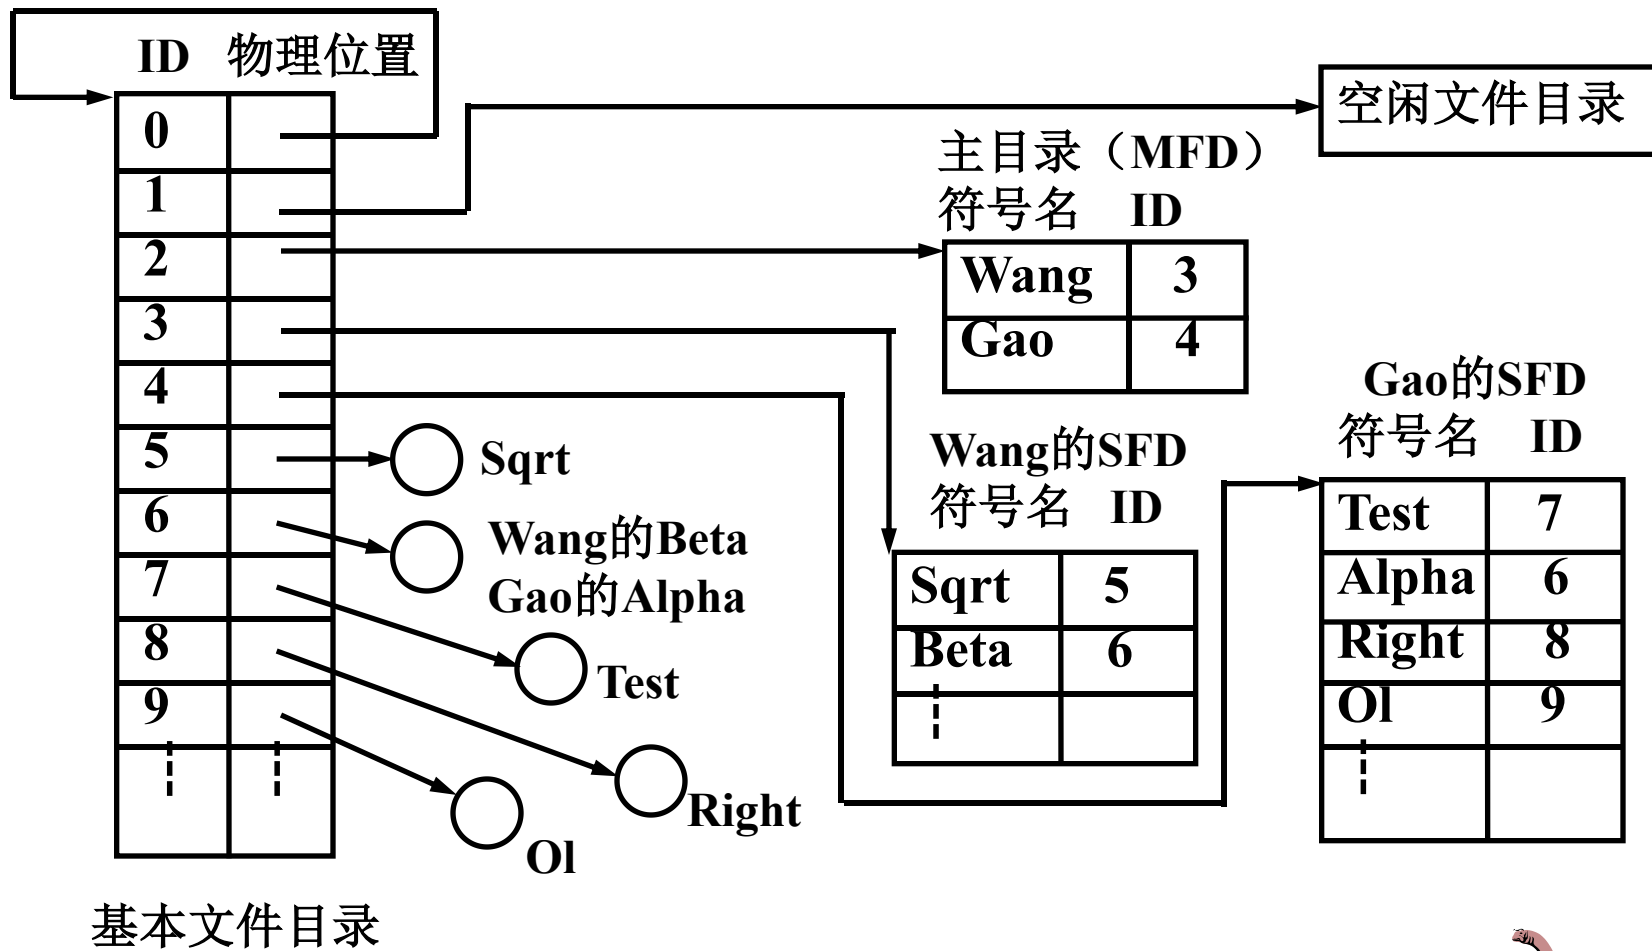 ID 物理位置
0
1
2
3
4
5
6
7
8
9
基本文件目录
空闲文件目录
主目录（MFD）
符号名 ID
Wang 3
Gao 4
Sqrt
Wang的Beta
Gao的Alpha
Test
Right
Ol
Wang的SFD
符号名 ID
Sqrt 5
Beta 6
Gao的SFD
符号名 ID
Test 7
Alpha 6
Right 8
Ol 9